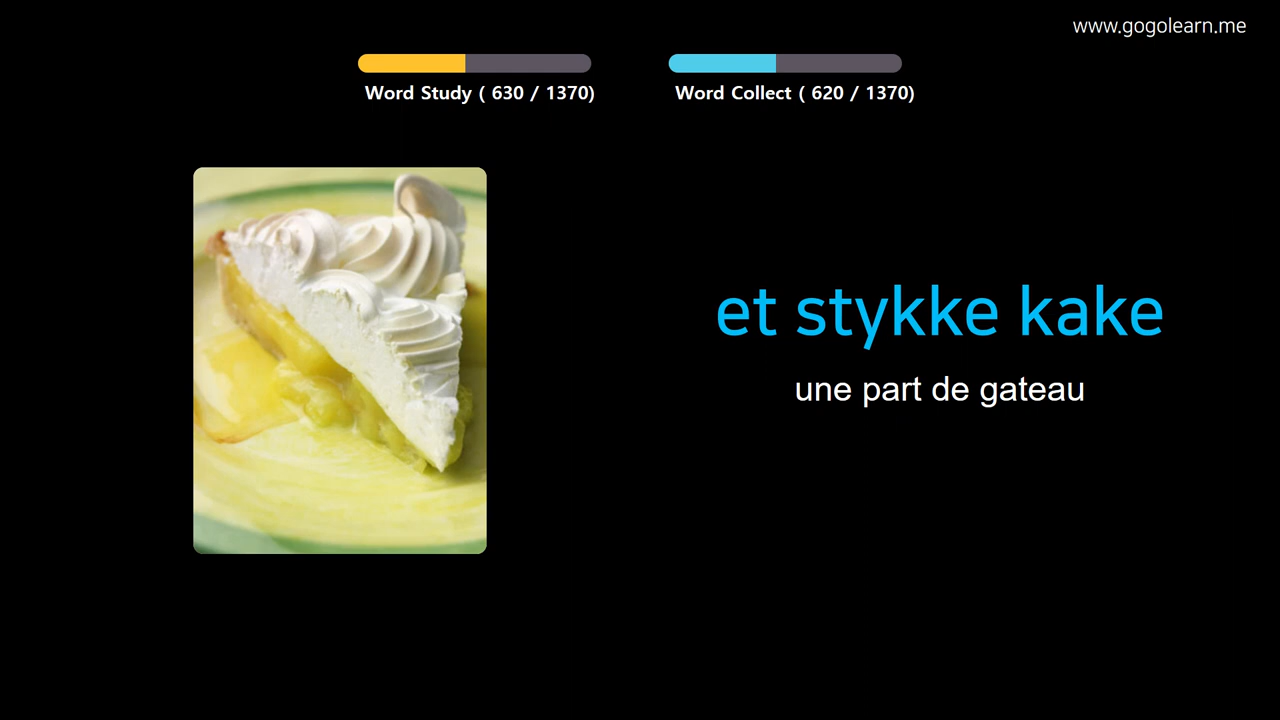 www.gogolearn.me
Word Study ( 630 / 1370)
Word Collect ( 620 / 1370)
et stykke kake
une part de gateau